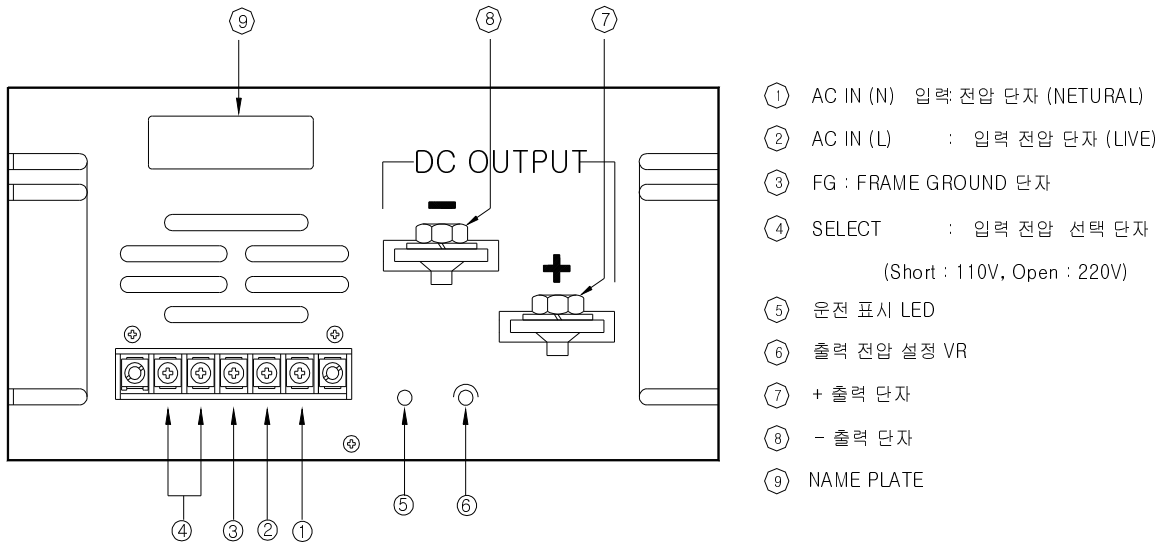 ⑨
⑧
⑦
DC OUTPUT
−
+
⑤
⑥
④
③
②
①
① AC IN (N) 입력: 전압 단자 (NETURAL)
② AC IN (L) : 입력 전압 단자 (LIVE)
③ FG : FRAME GROUND 단자
④ SELECT : 입력 전압 선택 단자
(Short : 110V, Open : 220V)
⑤ 운전 표시 LED
⑥ 출력 전압 설정 VR
⑦ + 출력 단자
⑧ − 출력 단자
⑨ NAME PLATE